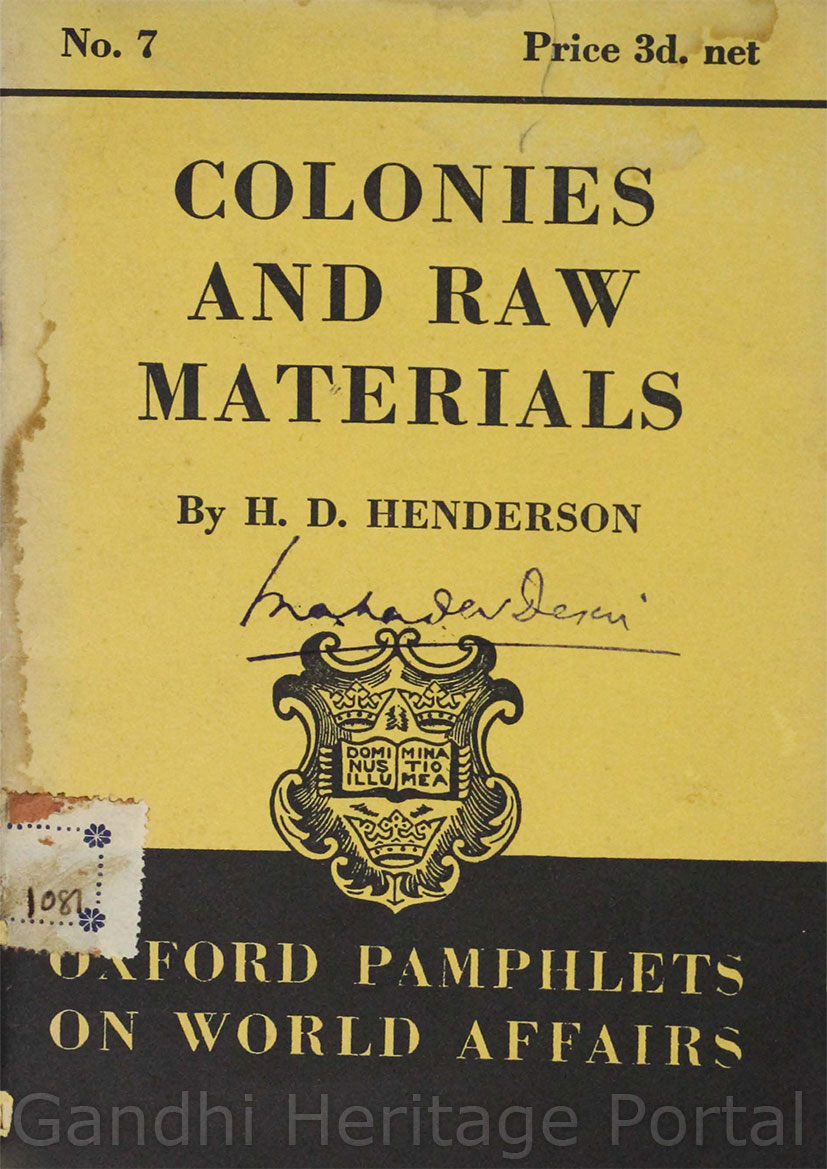 No. 7 Price 3d. net
COLONIES
AND RAW
MATERIALS
By H. D. HENDERSON
Mahadev Desai
DOMI MINA
NUS TIO
ILLU MEA
1081
OXFORD PAMPHLETS
ON WORLD AFFAIRS
Gandhi Heritage Portal